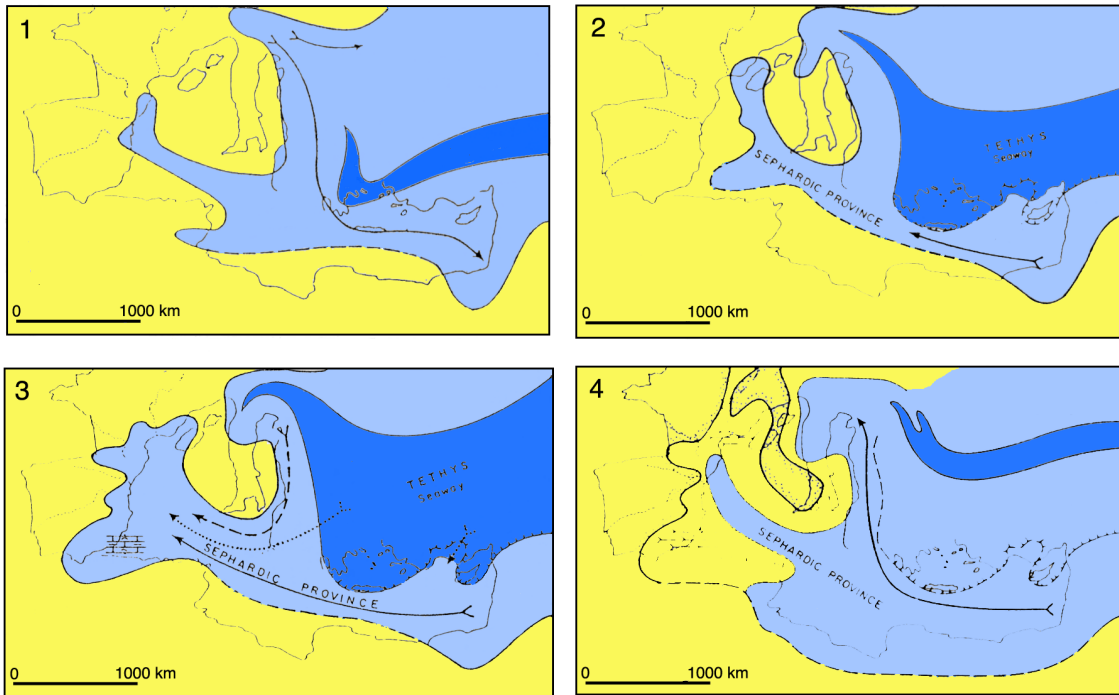 1
0 1000 km
2
TETHYS
Seaway
SEPHARDIC PROVINCE
0 1000 km
3
TETHYS
Seaway
SEPHARDIC PROVINCE
0 1000 km
4
SEPHARDIC PROVINCE
0 1000 km